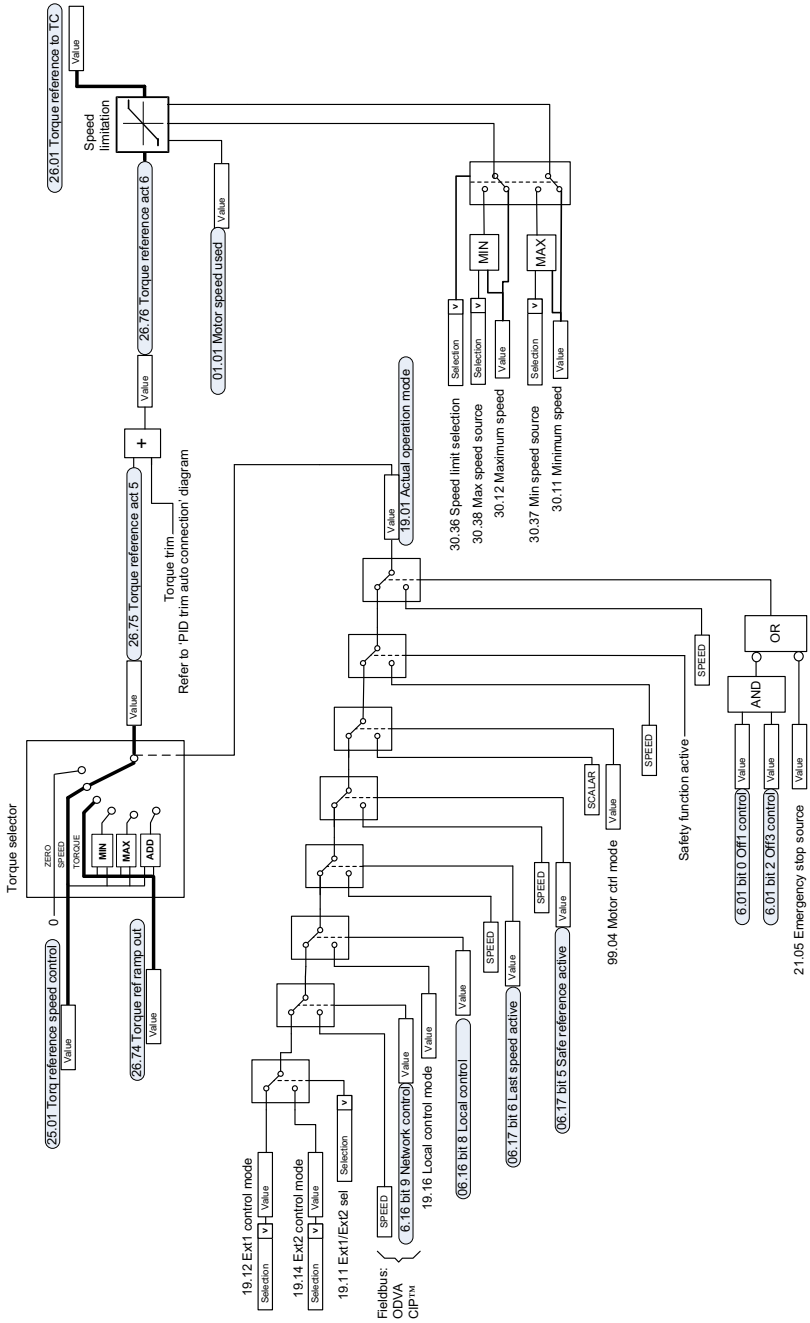 Torque selector
ZERO
SPEED
TORQUE
MIN
MAX
ADD
0
25.01 Torq reference speed control
Value
26.74 Torque ref ramp out
Value
Value
26.75 Torque reference act 5
+
Torque trim
Refer to 'PID trim auto connection' diagram
Value
26.76 Torque reference act 6
Speed
limitation
26.01 Torque reference to TC
Value
01.01 Motor speed used
Value
19.12 Ext1 control mode
Selection v Value
19.14 Ext2 control mode
Selection v Value
19.11 Ext1/Ext2 sel
Selection v
Fieldbus:
ODVA
CIP™
SPEED
6.16 bit 9 Network control
Value
19.16 Local control mode
Value
06.16 bit 8 Local control
Value
SPEED
06.17 bit 6 Last speed active
Value
SPEED
06.17 bit 5 Safe reference active
Value
SCALAR
99.04 Motor ctrl mode
Value
SPEED
Safety function active
SPEED
6.01 bit 0 Off1 control
Value
6.01 bit 2 Off3 control
Value
AND
OR
21.05 Emergency stop source
Value
Value
19.01 Actual operation mode
30.36 Speed limit selection
Selection v
30.38 Max speed source
Selection v
30.12 Maximum speed
Value
MIN
30.37 Min speed source
Selection v
30.11 Minimum speed
Value
MAX